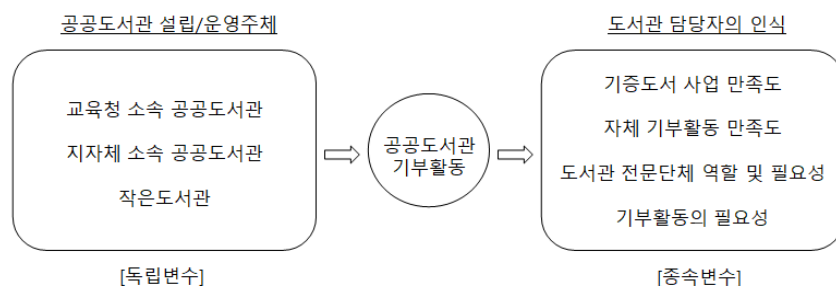 공공도서관 설립/운영주체
교육청 소속 공공도서관
지자체 소속 공공도서관
작은도서관
[독립변수]
공공도서관
기부활동
도서관 담당자의 인식
기증도서 사업 만족도
자체 기부활동 만족도
도서관 전문단체 역할 및 필요성
기부활동의 필요성
[종속변수]